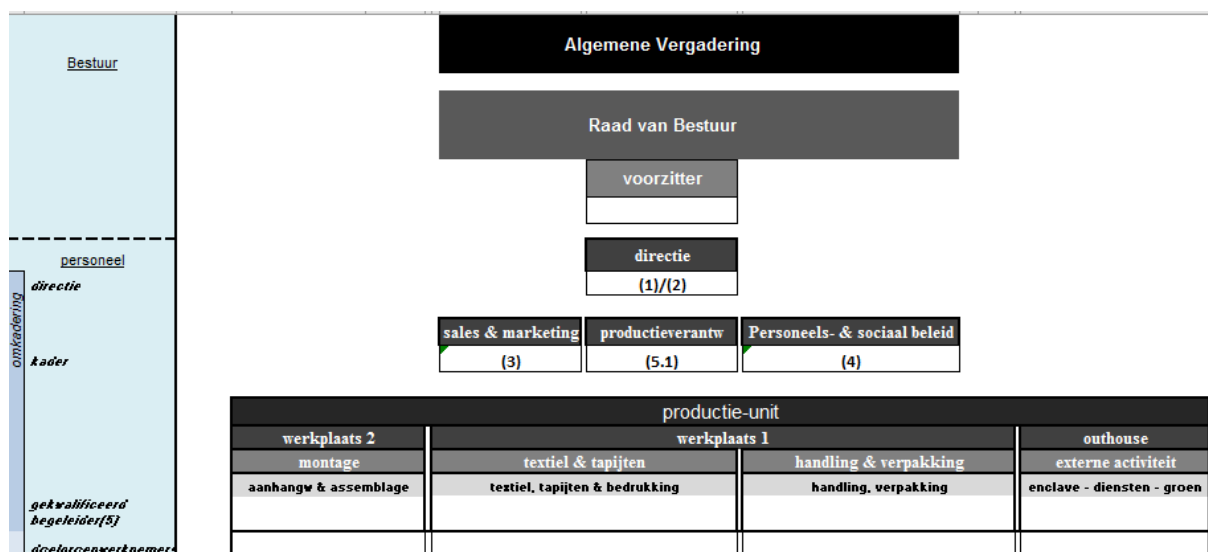 Algemene Vergadering
Bestuur
Raad van Bestuur
voorzitter
personeel
directie
directie
(1)/(2)
omkadering
sales & marketing productieverantw Personeels- & sociaal beleid
kader
(3) (5.1) (4)
productie-unit
werkplaats 2 werkplaats 1 outhouse
montage textiel & tapijten handling & verpakking externe activiteit
aanhangw & assemblage textiel, tapijten & bedrukking handling, verpakking enclave - diensten - groen
gekwalificeerd
begeleider(5)
doelgroepwerknemers